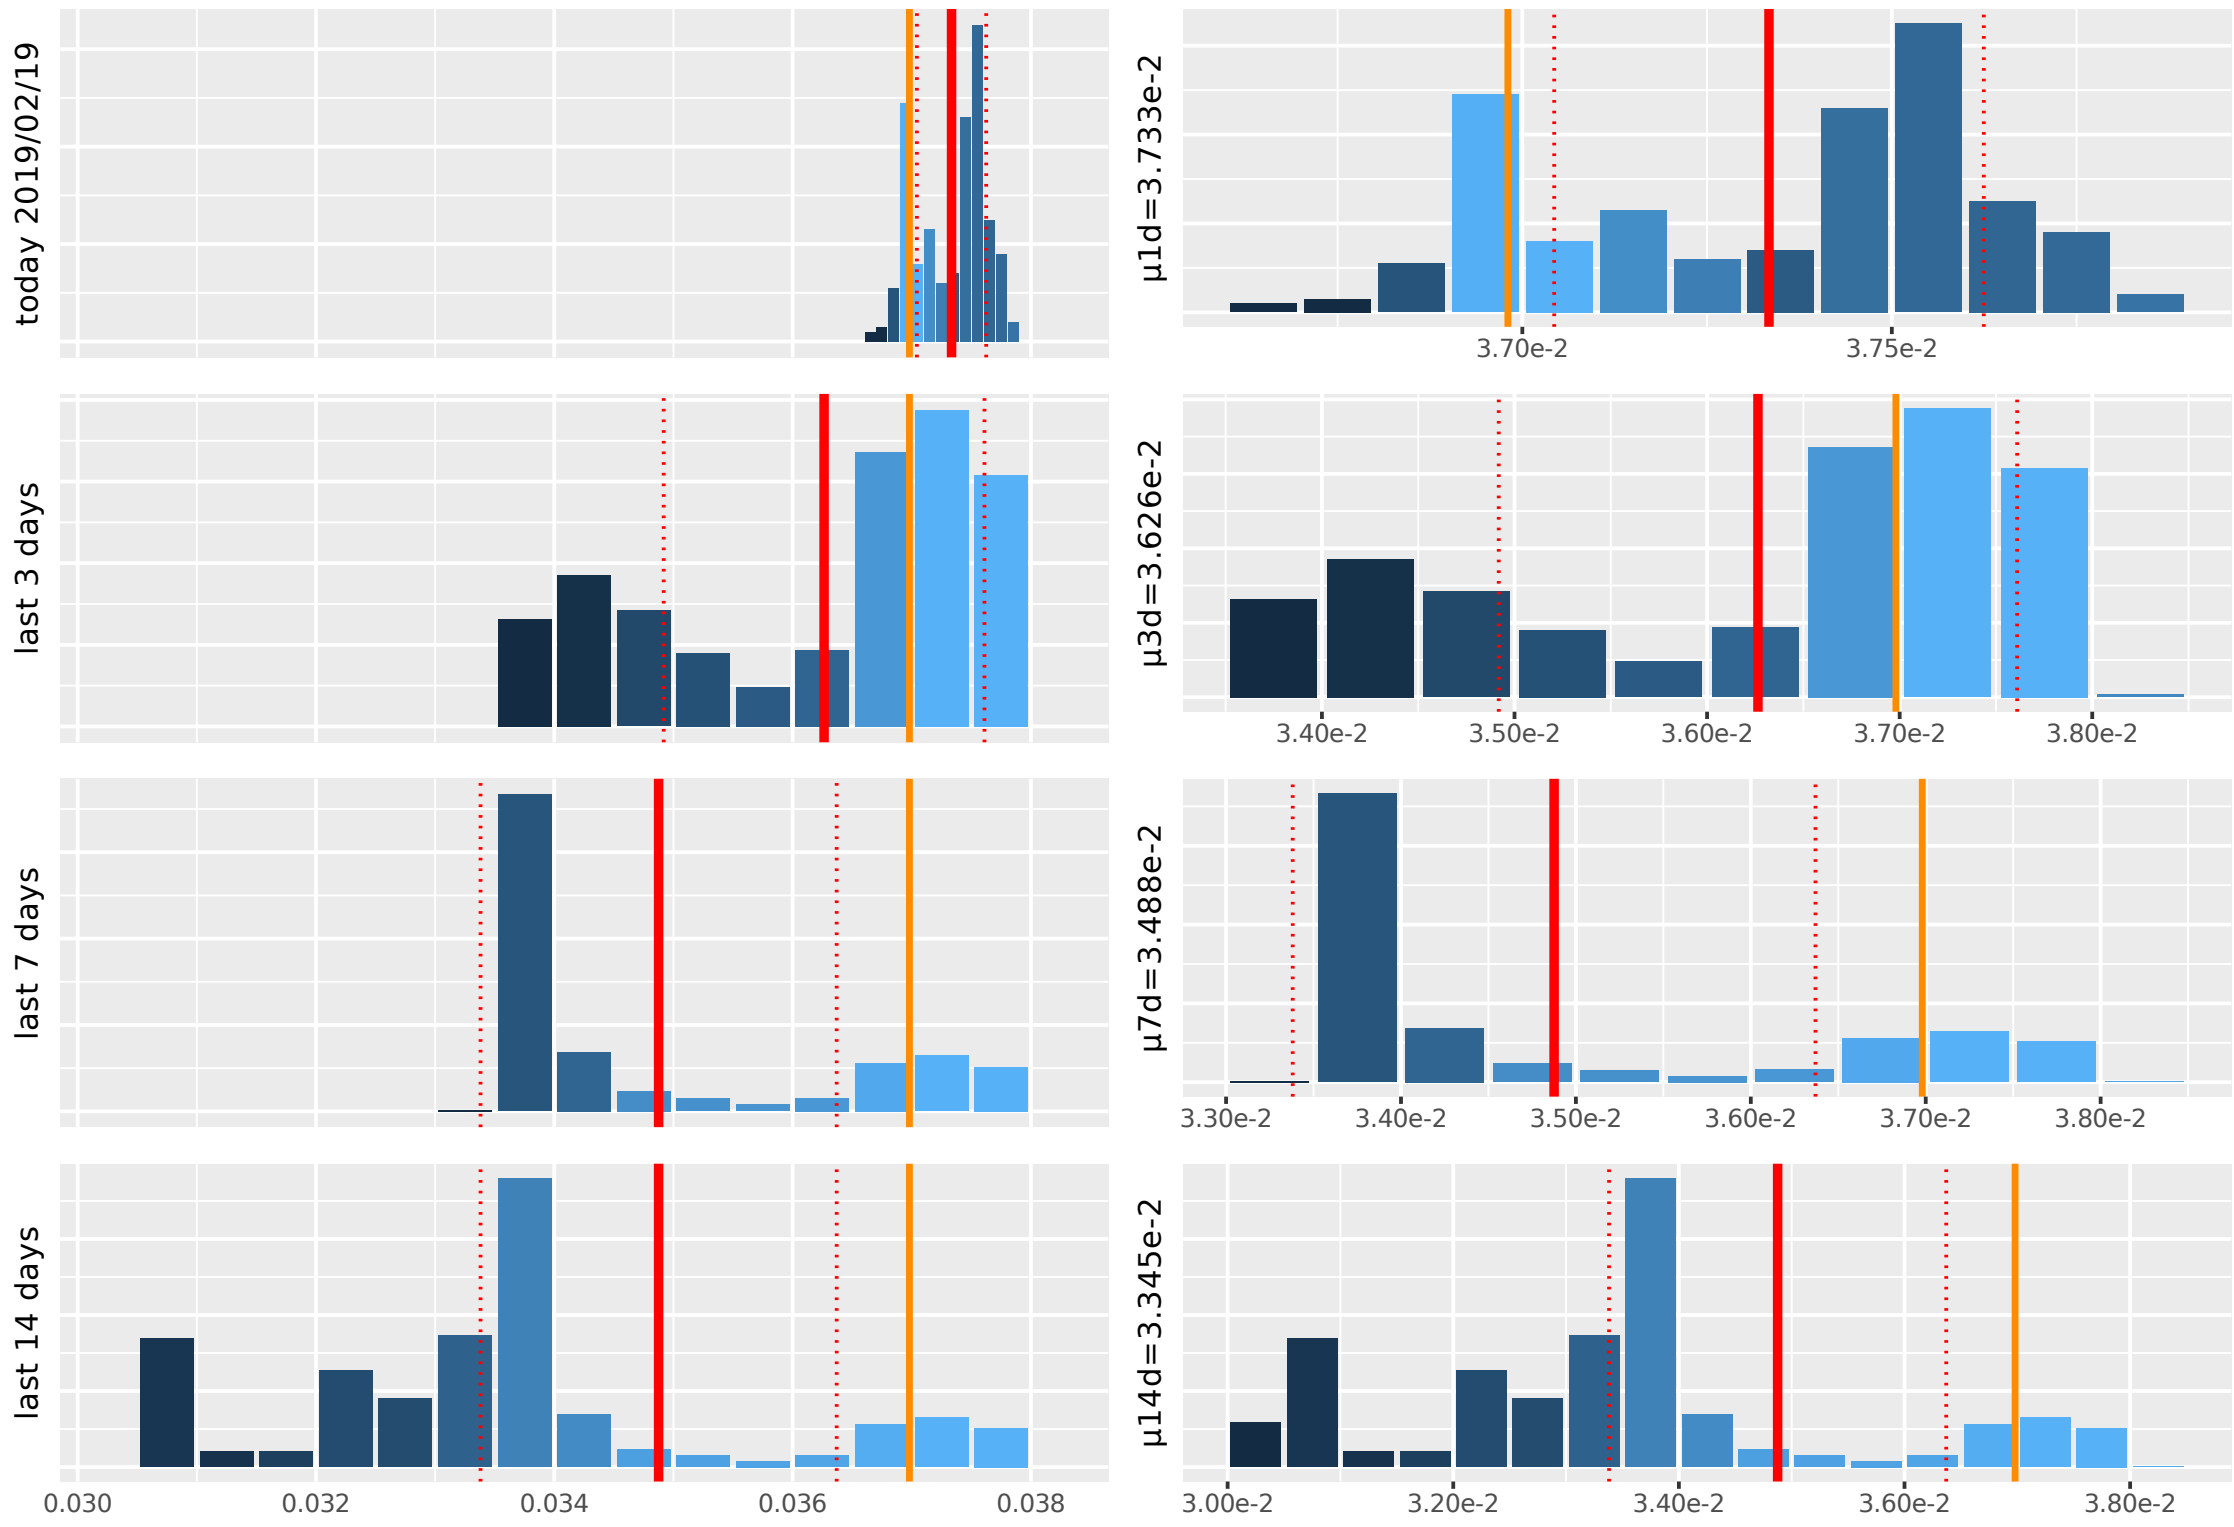 today 2019/02/19
µ1d=3.733e-2
3.70e-2 3.75e-2
last 3 days
µ3d=3.626e-2
3.40e-2 3.50e-2 3.60e-2 3.70e-2 3.80e-2
last 7 days
µ7d=3.488e-2
3.30e-2 3.40e-2 3.50e-2 3.60e-2 3.70e-2 3.80e-2
last 14 days
µ14d=3.345e-2
0.030 0.032 0.034 0.036 0.038
3.00e-2 3.20e-2 3.40e-2 3.60e-2 3.80e-2